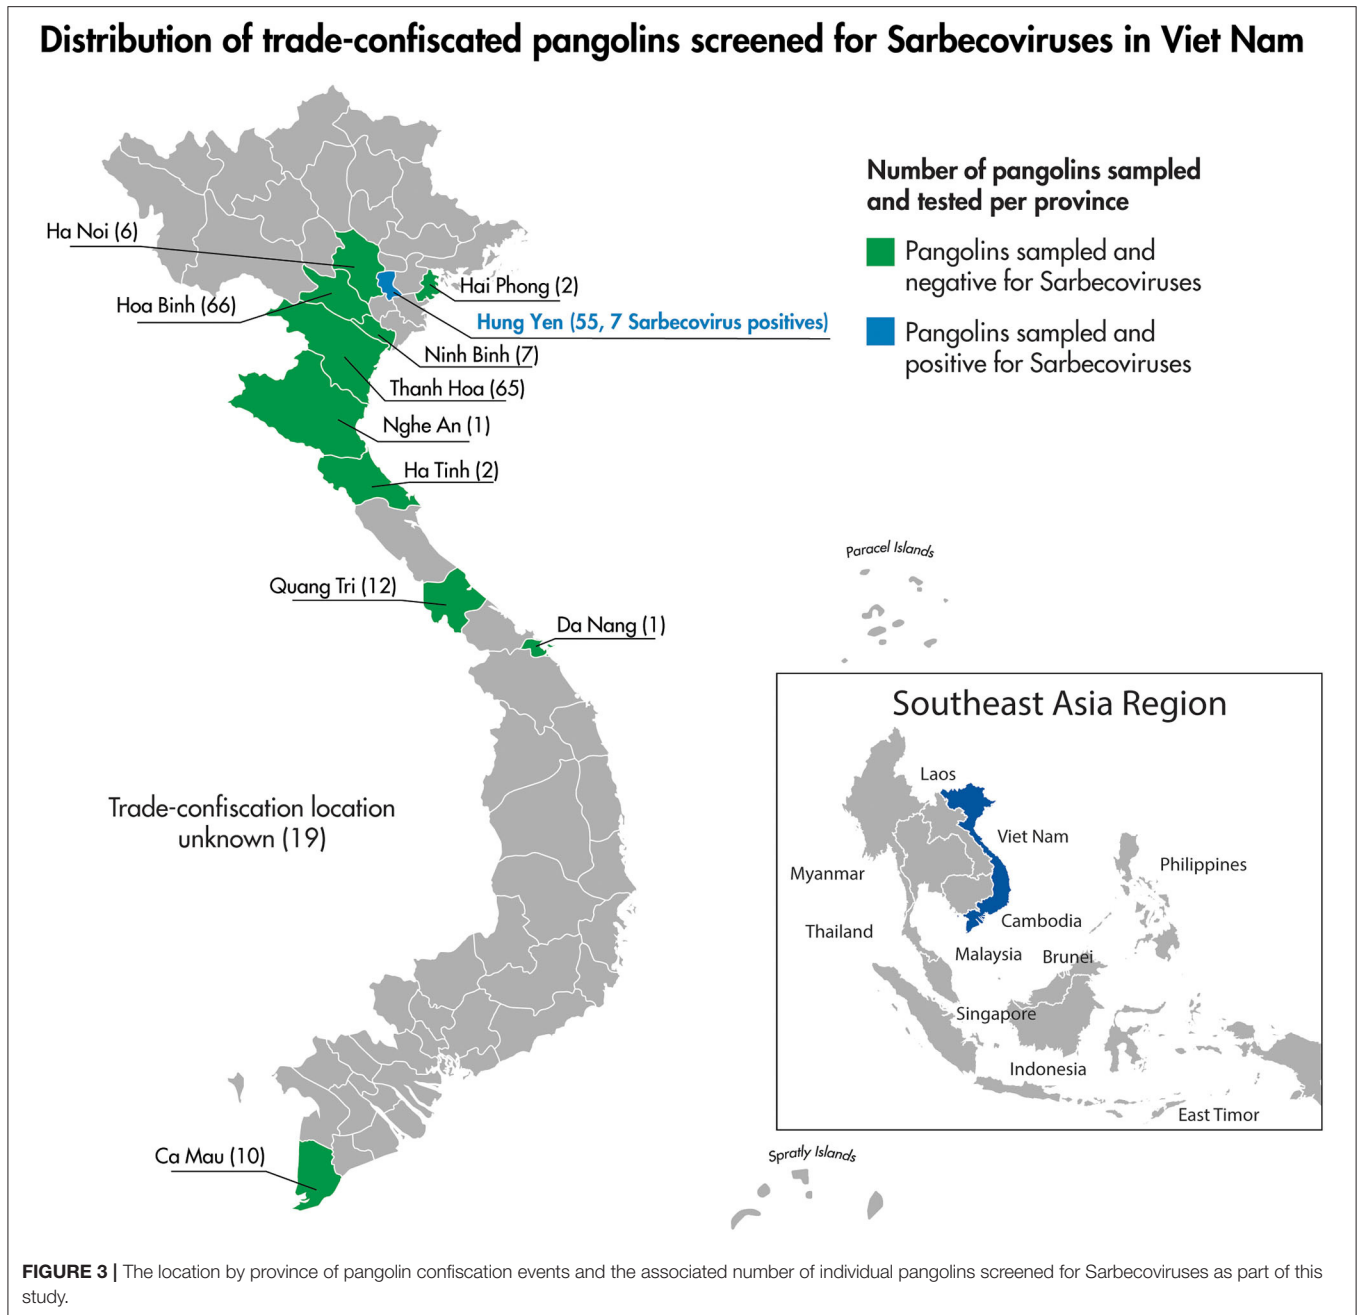 Distribution of trade-confiscated pangolins screened for Sarbecoviruses in Viet Nam
Number of pangolins sampled
and tested per province
Pangolins sampled and
negative for Sarbecoviruses
Pangolins sampled and
positive for Sarbecoviruses
Ha Noi (6)
Hoa Binh (66)
Hai Phong (2)
Hung Yen (55, 7 Sarbecovirus positives)
Ninh Binh (7)
Thanh Hoa (65)
Nghe An (1)
Ha Tinh (2)
Quang Tri (12)
Da Nang (1)
Paracel Islands
Trade-confiscation location
unknown (19)
Southeast Asia Region
Laos
Viet Nam
Myanmar
Philippines
Thailand
Cambodia
Malaysia
Brunei
Singapore
Indonesia
East Timor
Ca Mau (10)
Spratly Islands
FIGURE 3 | The location by province of pangolin confiscation events and the associated number of individual pangolins screened for Sarbecoviruses as part of this
study.